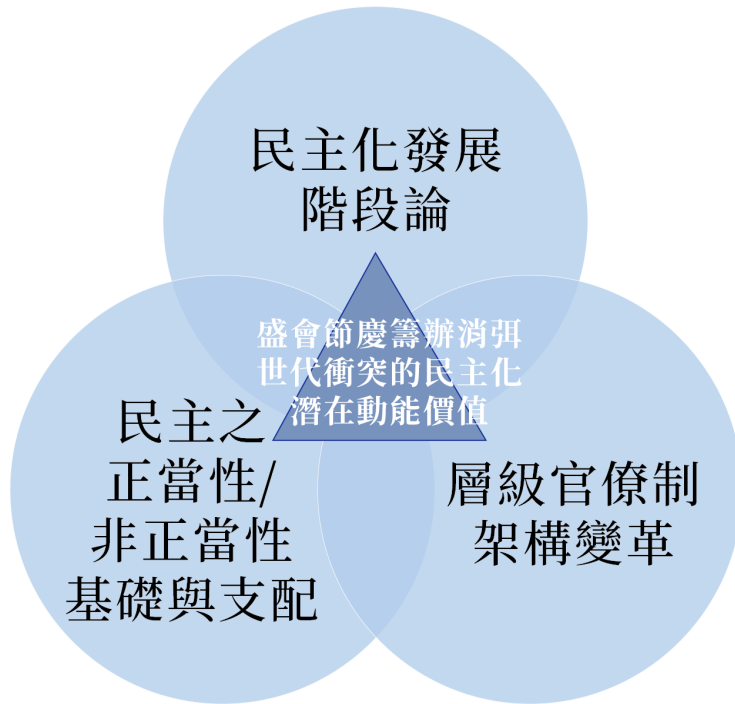 民主化發展
階段論
盛會節慶籌辦消弭
世代衝突的民主化
潛在動能價值
民主之
正當性/
非正當性
基礎與支配
層級官僚制
架構變革